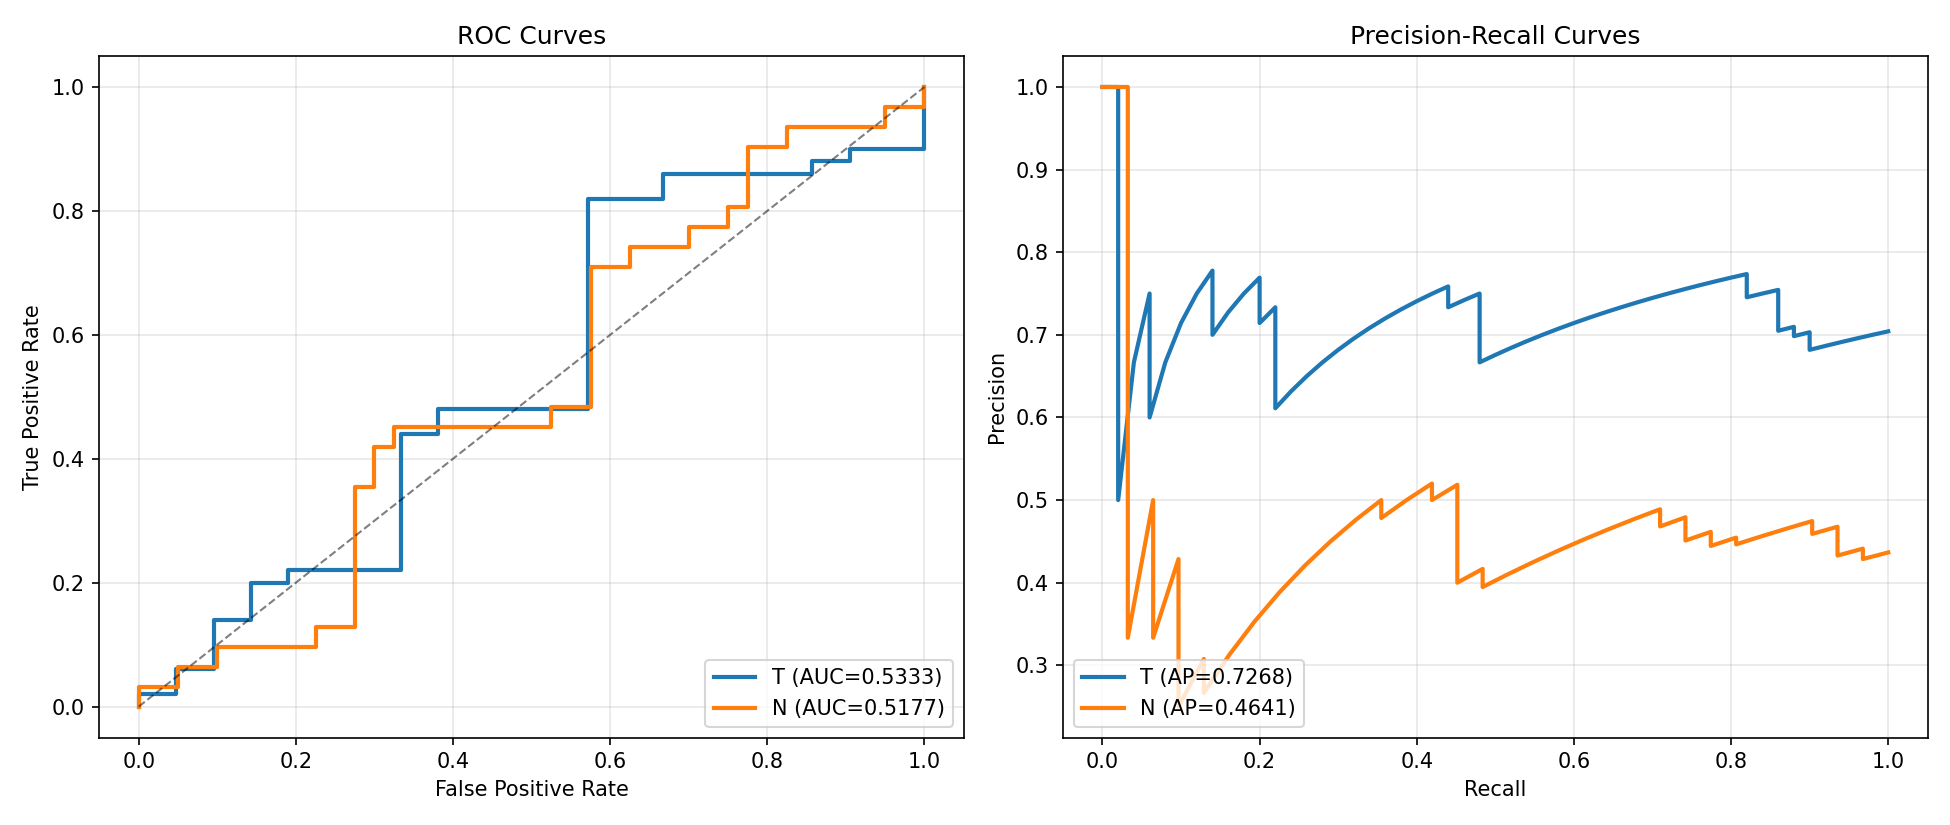 ROC Curves
True Positive Rate
1.0
0.8
0.6
0.4
0.2
0.0
T (AUC=0.5333)
N (AUC=0.5177)
0.0 0.2 0.4 0.6 0.8 1.0
False Positive Rate
Precision-Recall Curves
Precision
1.0
0.9
0.8
0.7
0.6
0.5
0.4
0.3
T (AP=0.7268)
N (AP=0.4641)
0.0 0.2 0.4 0.6 0.8 1.0
Recall